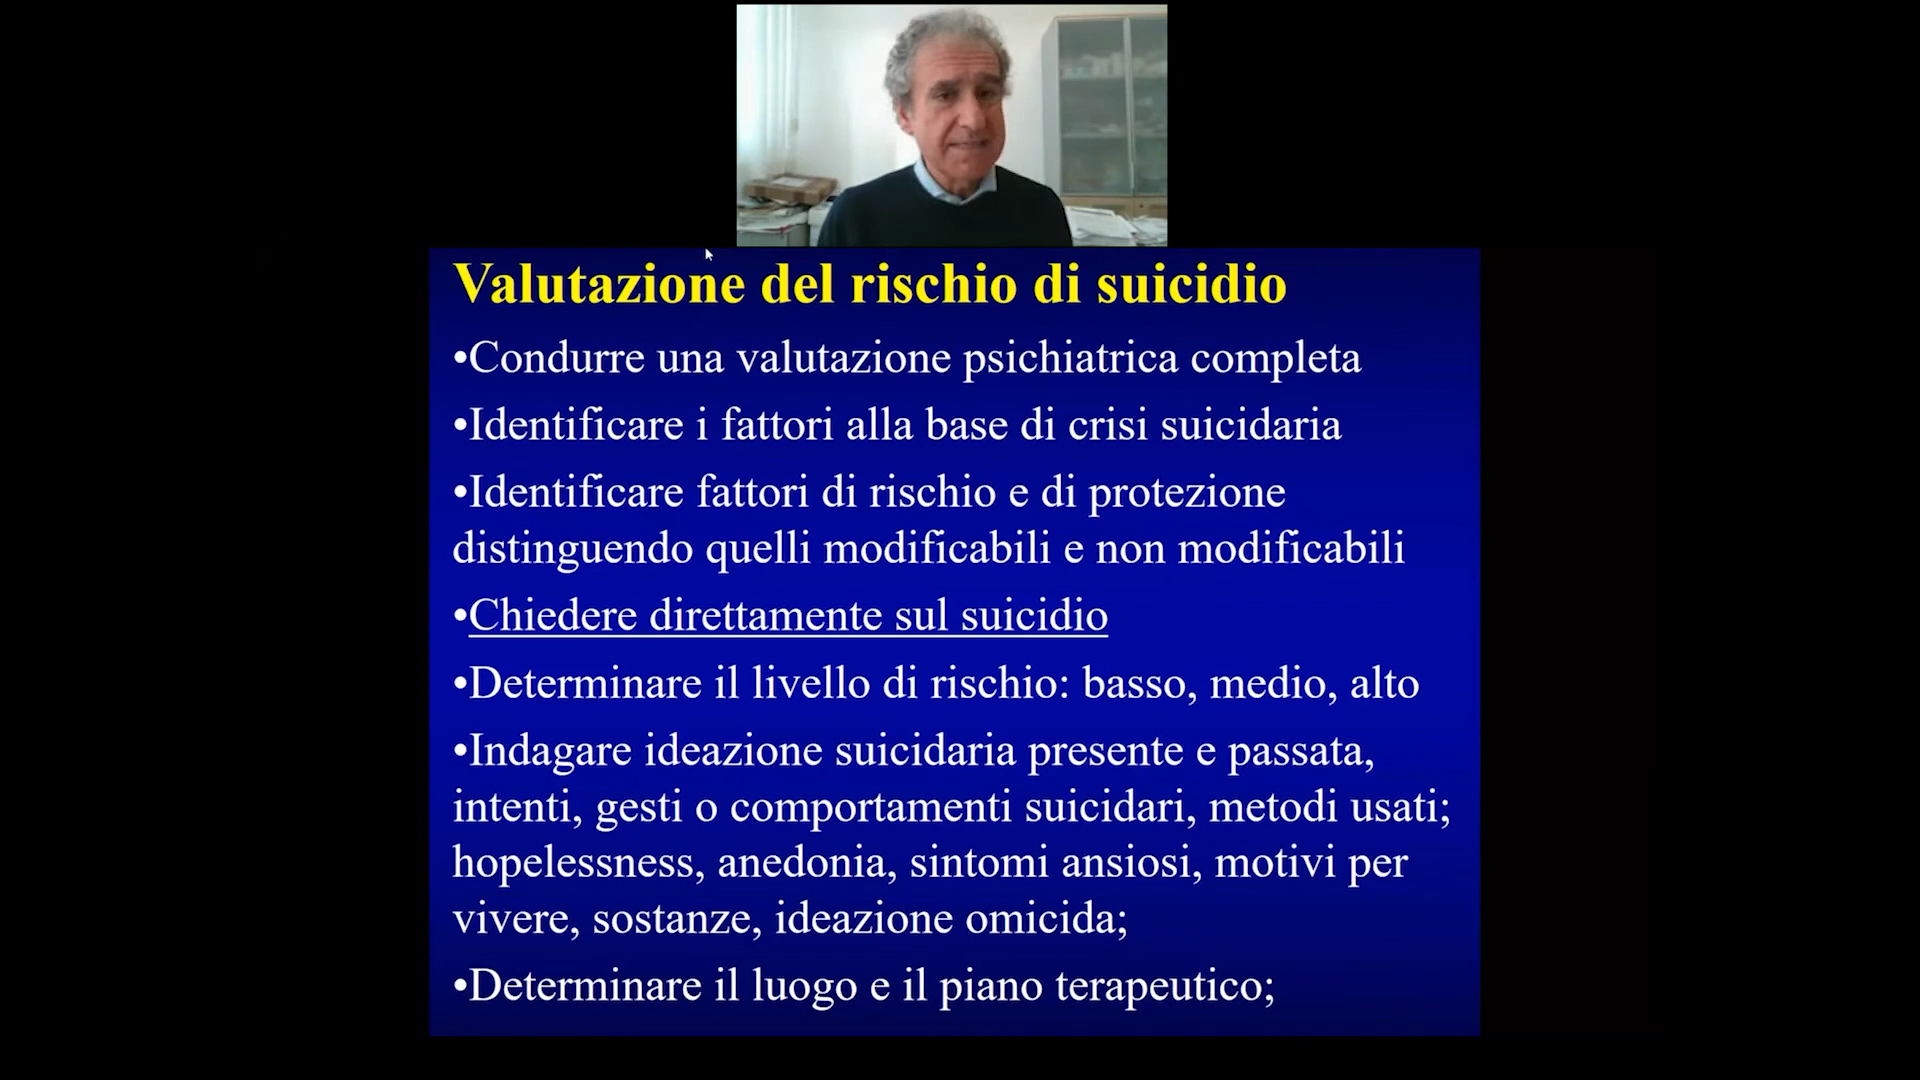 Valutazione del rischio di suicidio
•Condurre una valutazione psichiatrica completa
•Identificare i fattori alla base di crisi suicidaria
•Identificare fattori di rischio e di protezione
distinguendo quelli modificabili e non modificabili
•Chiedere direttamente sul suicidio
•Determinare il livello di rischio: basso, medio, alto
•Indagare ideazione suicidaria presente e passata,
intenti, gesti o comportamenti suicidari, metodi usati;
hopelessness, anedonia, sintomi ansiosi, motivi per
vivere, sostanze, ideazione omicida;
•Determinare il luogo e il piano terapeutico;